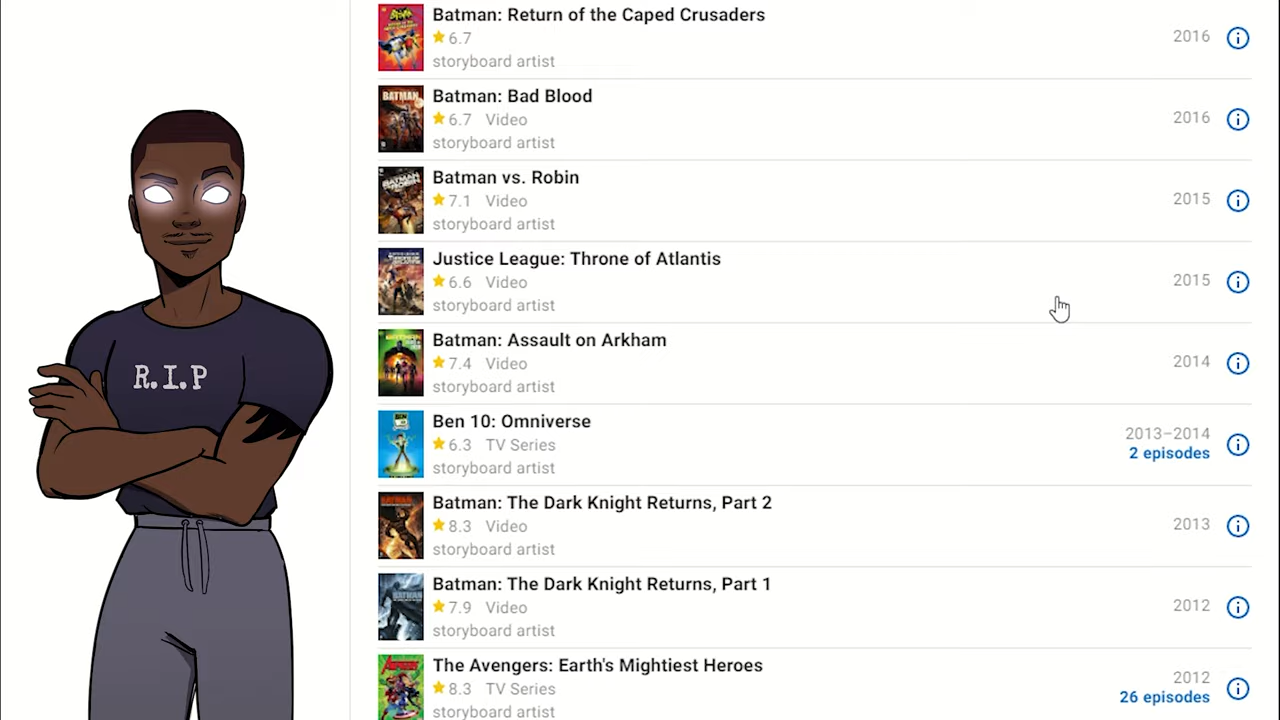 Batman: Return of the Caped Crusaders
6.7
2016
storyboard artist
BATMAN
Batman: Bad Blood
6.7 Video
2016
storyboard artist
Batman vs. Robin
7.1 Video
2015
storyboard artist
Justice League: Throne of Atlantis
6.6 Video
2015
storyboard artist
Batman: Assault on Arkham
7.4 Video
2014
storyboard artist
R.I.P
Ben 10: Omniverse
6.3 TV Series
2013–2014
2 episodes
storyboard artist
Batman: The Dark Knight Returns, Part 2
8.3 Video
2013
storyboard artist
Batman: The Dark Knight Returns, Part 1
7.9 Video
2012
storyboard artist
BATMAN
The Avengers: Earth's Mightiest Heroes
8.3 TV Series
2012
26 episodes
storyboard artist